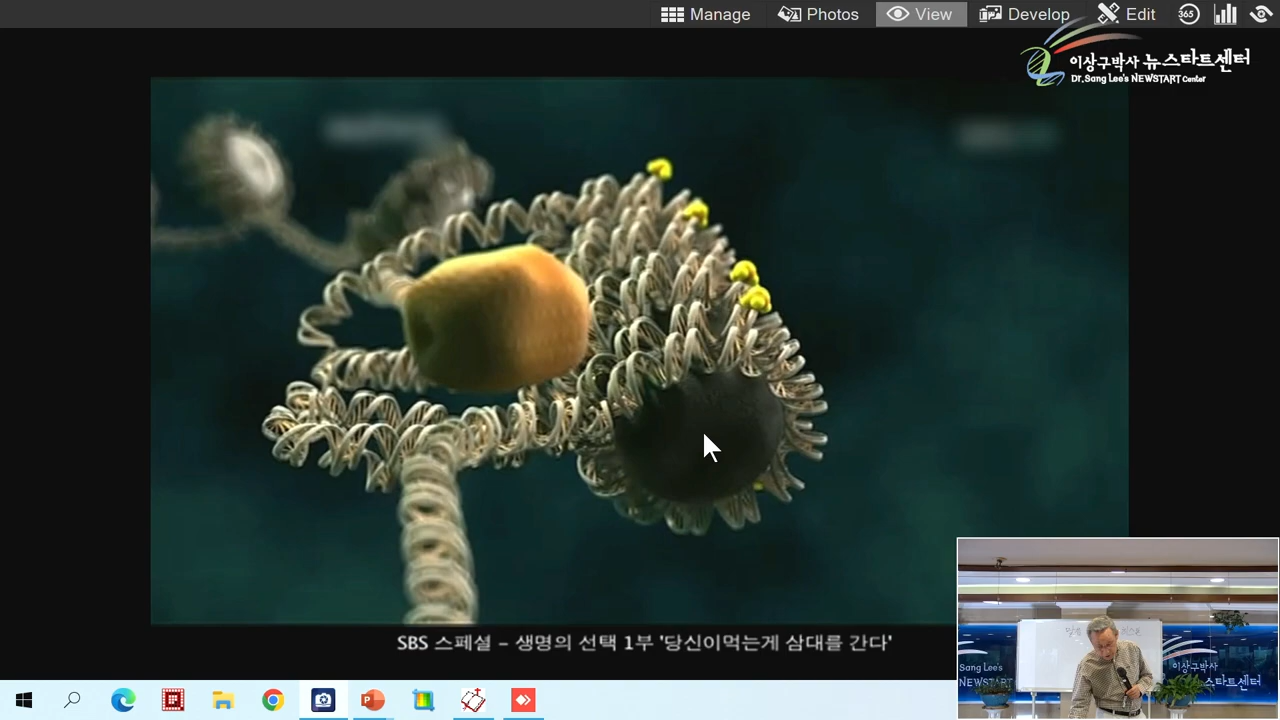 Manage Photos View Develop Edit 365
이상구박사 뉴스타트센터
Dr. Sang Lee's NEWSTART Center
SBS 스페셜 – 생명의 선택 1부 '당신이먹는게 삼대를 간다'
Sang Lee's
NEWSTART
이상구박사
뉴스타트센터